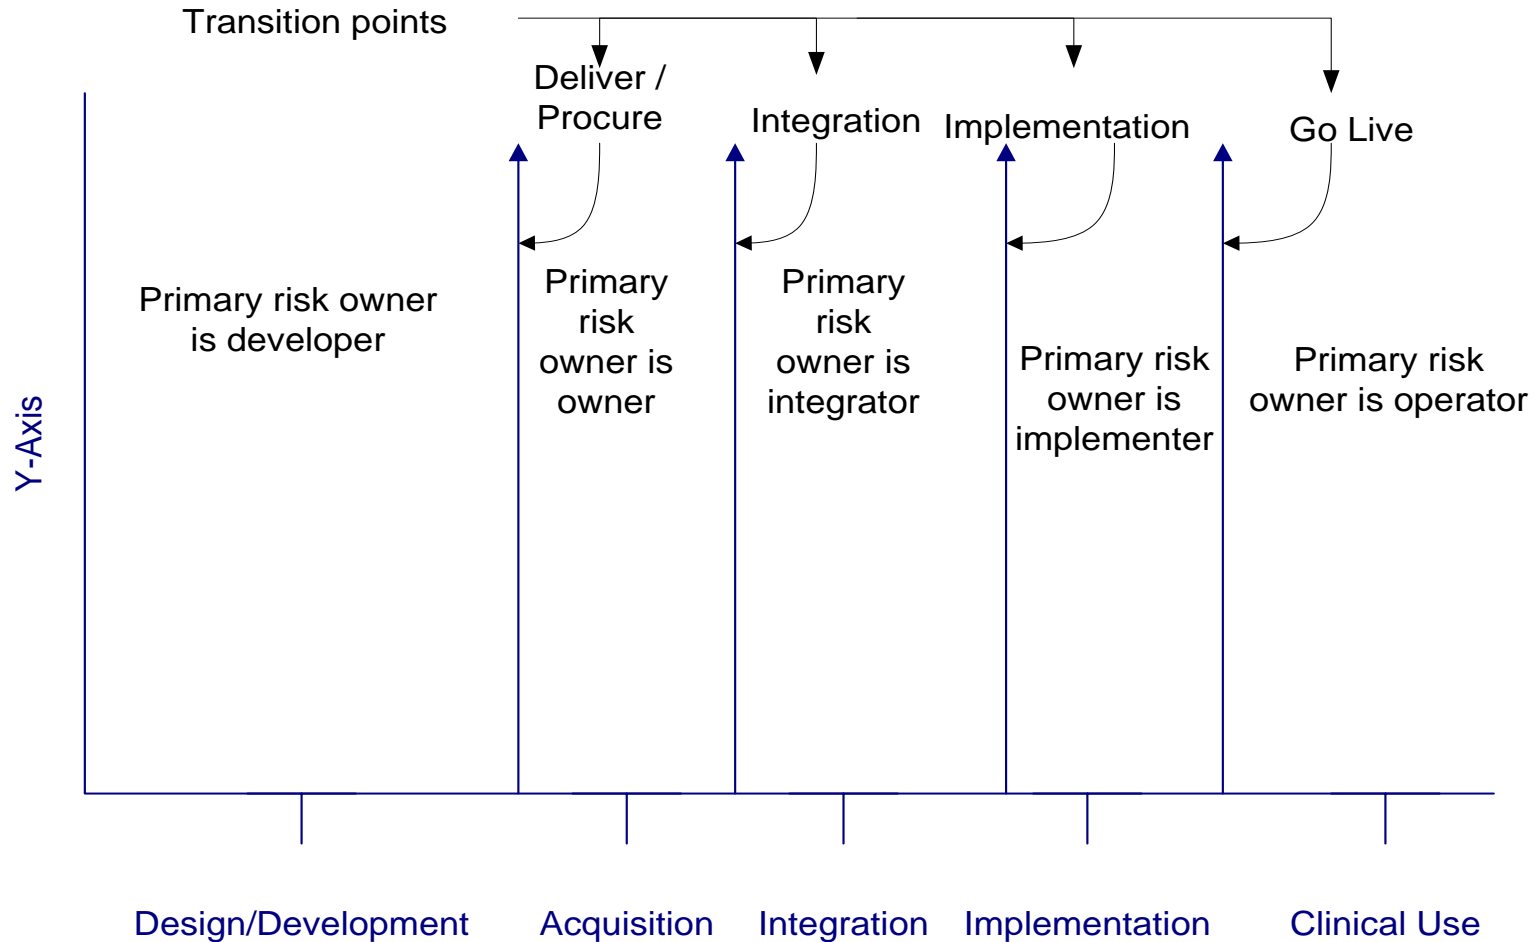 Transition points
Deliver /
Procure
Integration
Implementation
Go Live
Primary risk owner
is developer
Primary
risk
owner is
owner
Primary
risk
owner is
integrator
Primary risk
owner is
implementer
Primary risk
owner is operator
Y-Axis
Design/Development
Acquisition
Integration
Implementation
Clinical Use